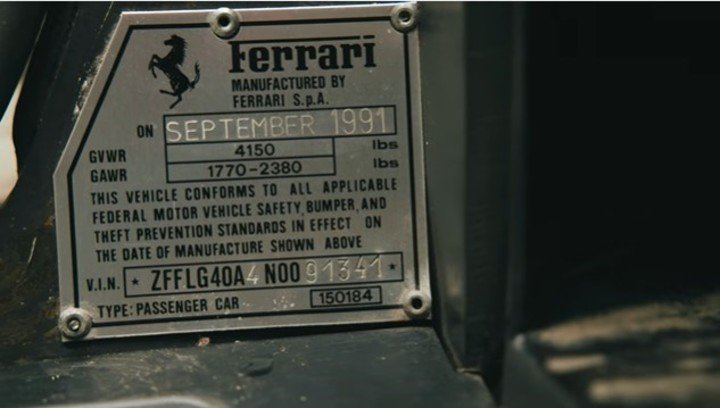 Ferrari
MANUFACTURED BY
FERRARI S.p.A.
ON SEPTEMBER 1991
GVWR 4150 lbs
GAWR 1770-2380 lbs
THIS VEHICLE CONFORMS TO ALL APPLICABLE
FEDERAL MOTOR VEHICLE SAFETY, BUMPER, AND
THEFT PREVENTION STANDARDS IN EFFECT ON
THE DATE OF MANUFACTURE SHOWN ABOVE
V.I.N. * ZFFLG40A4N0091341 *
TYPE: PASSENGER CAR 150184